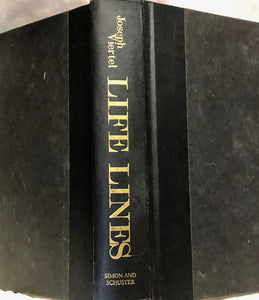 Joseph
Viertel
LIFE LINES
SIMON AND
SCHUSTER